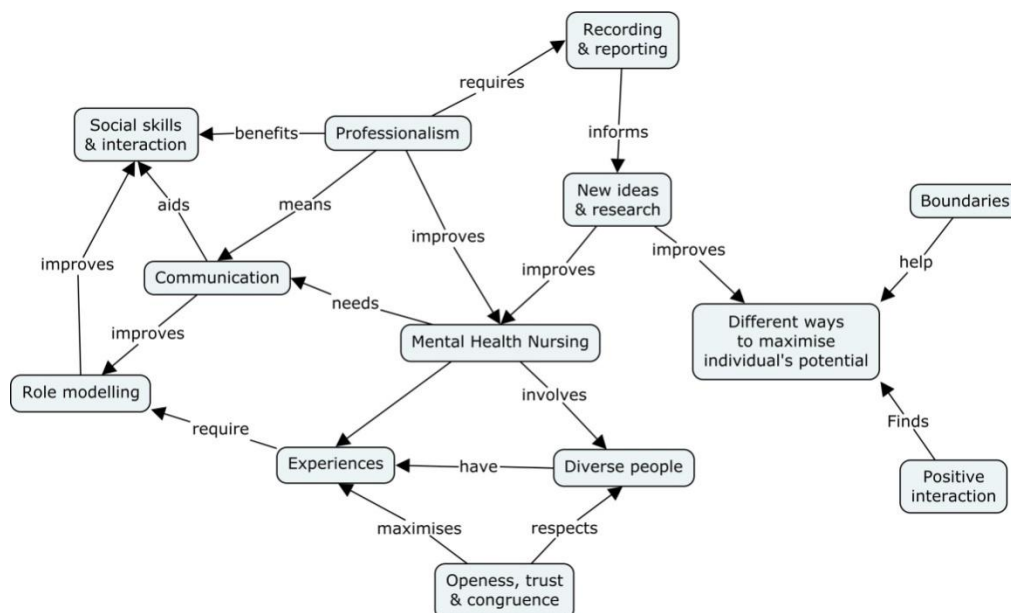 Recording
& reporting
requires
Social skills
& interaction
benefits
Professionalism
informs
New ideas
& research
Boundaries
aids
means
improves
improves
improves
help
improves
Communication
needs
improves
Different ways
to maximise
individual's potential
Mental Health Nursing
Role modelling
involves
Finds
require
Experiences
have
Diverse people
Positive
interaction
maximises
respects
Openess, trust
& congruence